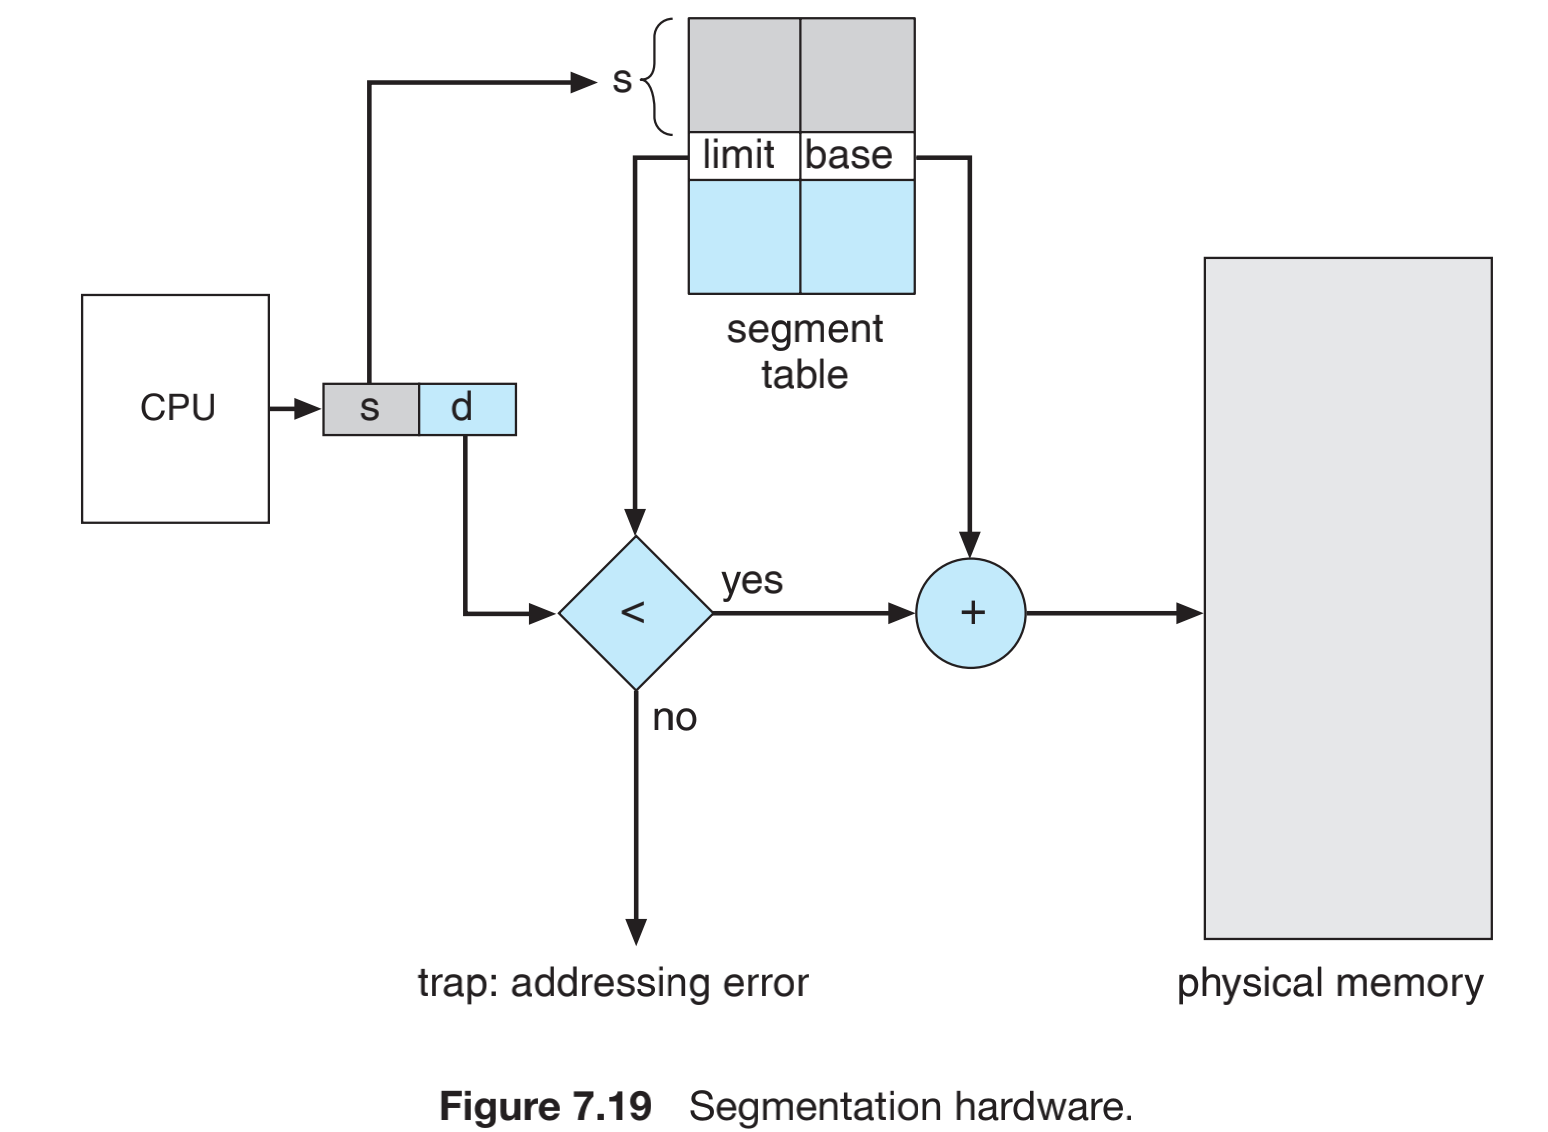 s
limit base
segment
table
CPU
s d
<
yes
+
no
trap: addressing error
physical memory
Figure 7.19 Segmentation hardware.